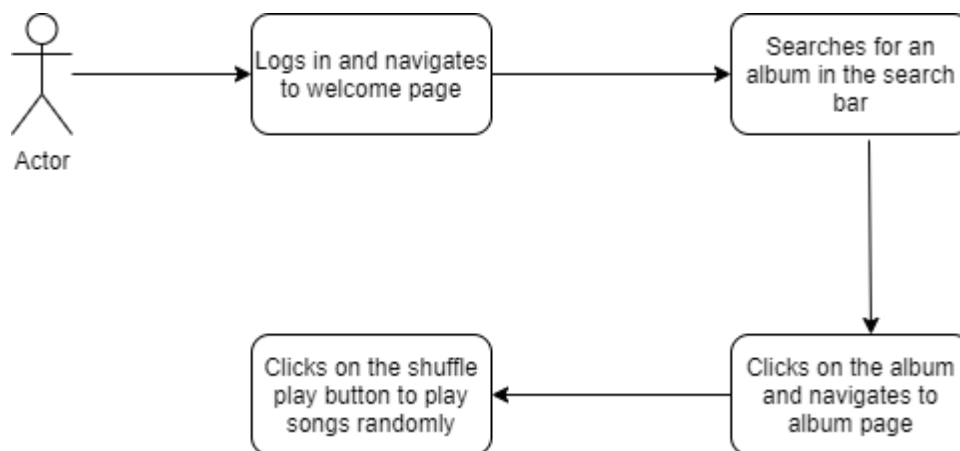 Actor
Logs in and navigates
to welcome page
Searches for an
album in the search
bar
Clicks on the album
and navigates to
album page
Clicks on the shuffle
play button to play
songs randomly